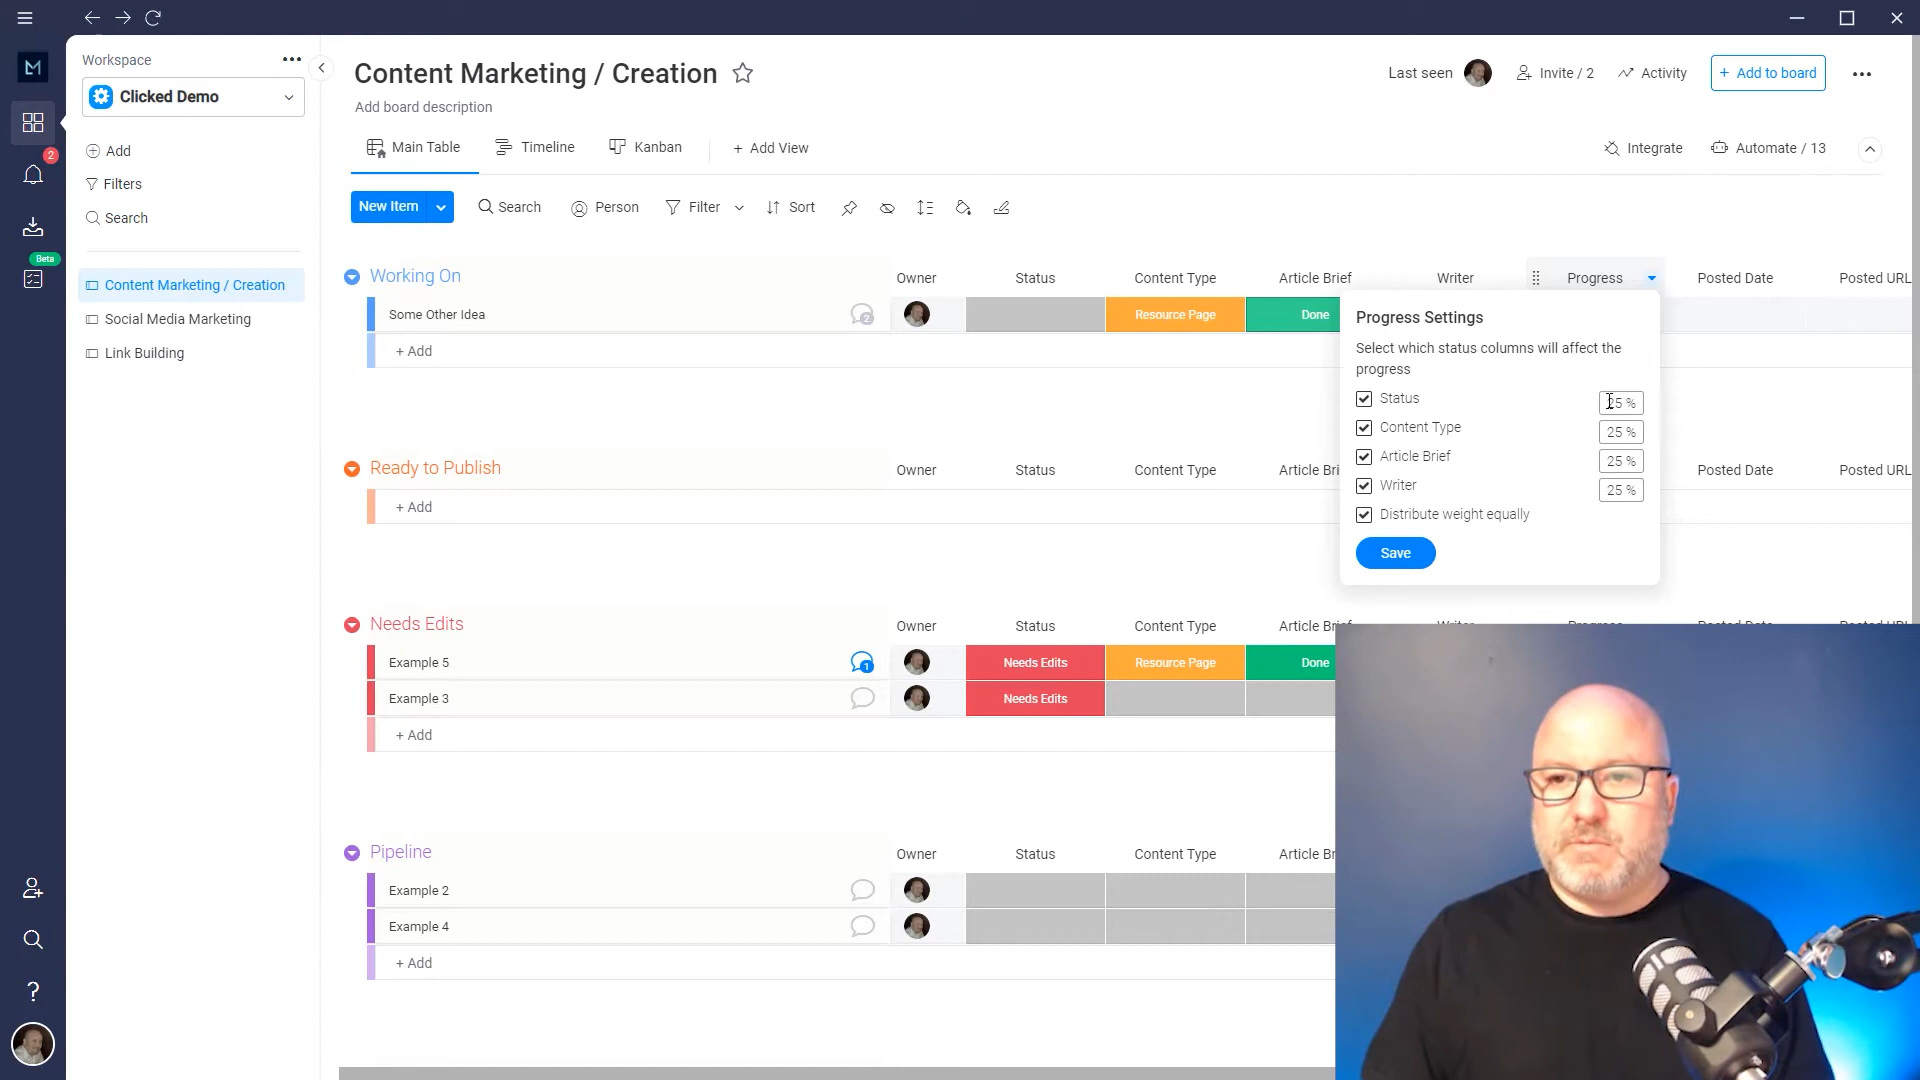 Workspace
Clicked Demo
Add
Filters
Search
Content Marketing / Creation
Social Media Marketing
Link Building
2
Beta
Content Marketing / Creation
Add board description
Last seen
Invite / 2
Activity
+ Add to board
Main Table
Timeline
Kanban
+ Add View
Integrate
Automate / 13
New Item
Search
Person
Filter
Sort
Working On
Owner Status Content Type Article Brief Writer Progress Posted Date Posted URL
Some Other Idea
2
Resource Page
Done
+ Add
Progress Settings
Select which status columns will affect the
progress
Status 25 %
Content Type 25 %
Article Brief 25 %
Writer 25 %
Distribute weight equally
Save
Ready to Publish
Owner Status Content Type Article Bri Posted Date Posted URL
+ Add
Needs Edits
Owner Status Content Type Article Bri
Example 5
1
Needs Edits
Resource Page
Done
Example 3
Needs Edits
+ Add
Pipeline
Owner Status Content Type Article Br
Example 2
Example 4
+ Add
?